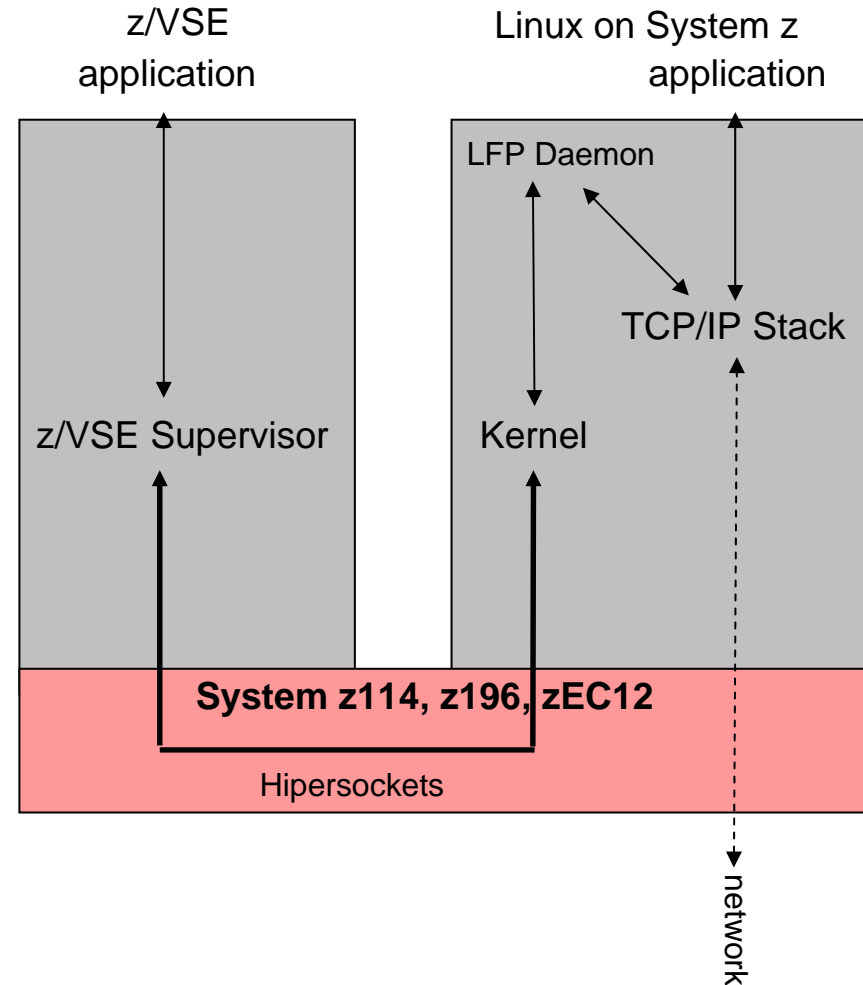 z/VSE
application
Linux on System z
application
LFP Daemon
TCP/IP Stack
z/VSE Supervisor
Kernel
System z114, z196, zEC12
Hipersockets
network